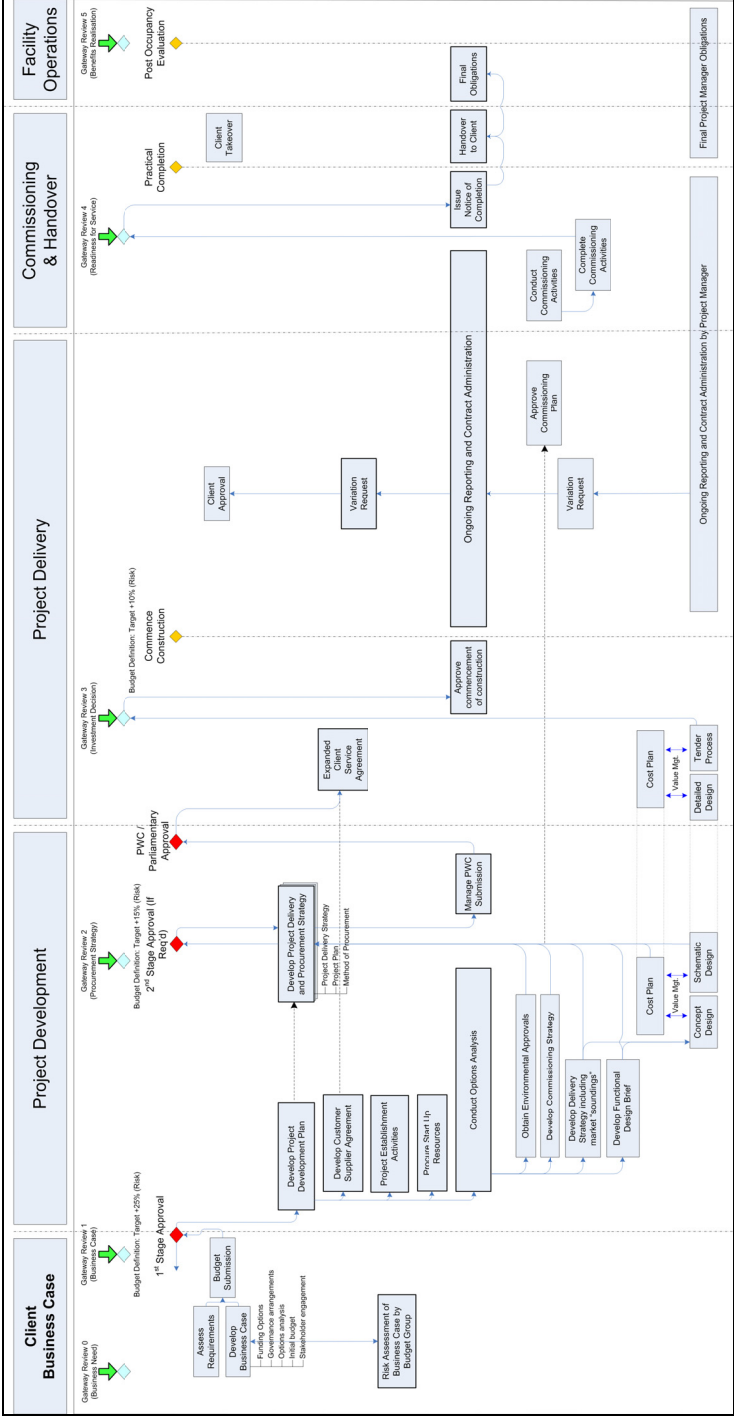 Client
Business Case
Project Development
Project Delivery
Commissioning
& Handover
Facility
Operations
Gateway Review 0
(Business Need)
Gateway Review 1
(Business Case)
Gateway Review 2
(Procurement Strategy)
Gateway Review 3
(Investment Decision)
Gateway Review 4
(Readiness for Service)
Gateway Review 5
(Benefits Realisation)
Budget Definition: Target +25% (Risk)
1st Stage Approval
Budget Definition: Target +15% (Risk)
2nd Stage Approval (If
Req'd)
PWC /
Parliamentary
Approval
Budget Definition: Target +10% (Risk)
Commence
Construction
Practical
Completion
Post Occupancy
Evaluation
Assess
Requirements
Develop
Business Case
Budget
Submission
Funding Options
Governance arrangements
Options analysis
Initial budget
Stakeholder engagement
Risk Assessment of
Business Case by
Budget Group
Client
Approval
Client
Takeover
Develop Project
Development Plan
Develop Project Delivery
and Procurement Strategy
Project Delivery Strategy
Project Plan
Method of Procurement
Develop Customer
Supplier Agreement
Expanded
Client
Service
Agreement
Project Establishment
Activities
Variation
Request
Procure Start Up
Resources
Conduct Options Analysis
Manage PWC
Submission
Approve
commencement
of construction
Ongoing Reporting and Contract Administration
Issue
Notice of
Completion
Handover
to Client
Final
Obligations
Obtain Environmental Approvals
Develop Commissioning Strategy
Develop Delivery
Strategy including
market "soundings"
Develop Functional
Design Brief
Approve
Commissioning
Plan
Variation
Request
Conduct
Commissioning
Activities
Complete
Commissioning
Activities
Cost Plan
Value Mgt.
Concept
Design
Schematic
Design
Cost Plan
Value Mgt.
Detailed
Design
Tender
Process
Ongoing Reporting and Contract Administration by Project Manager
Final Project Manager Obligations